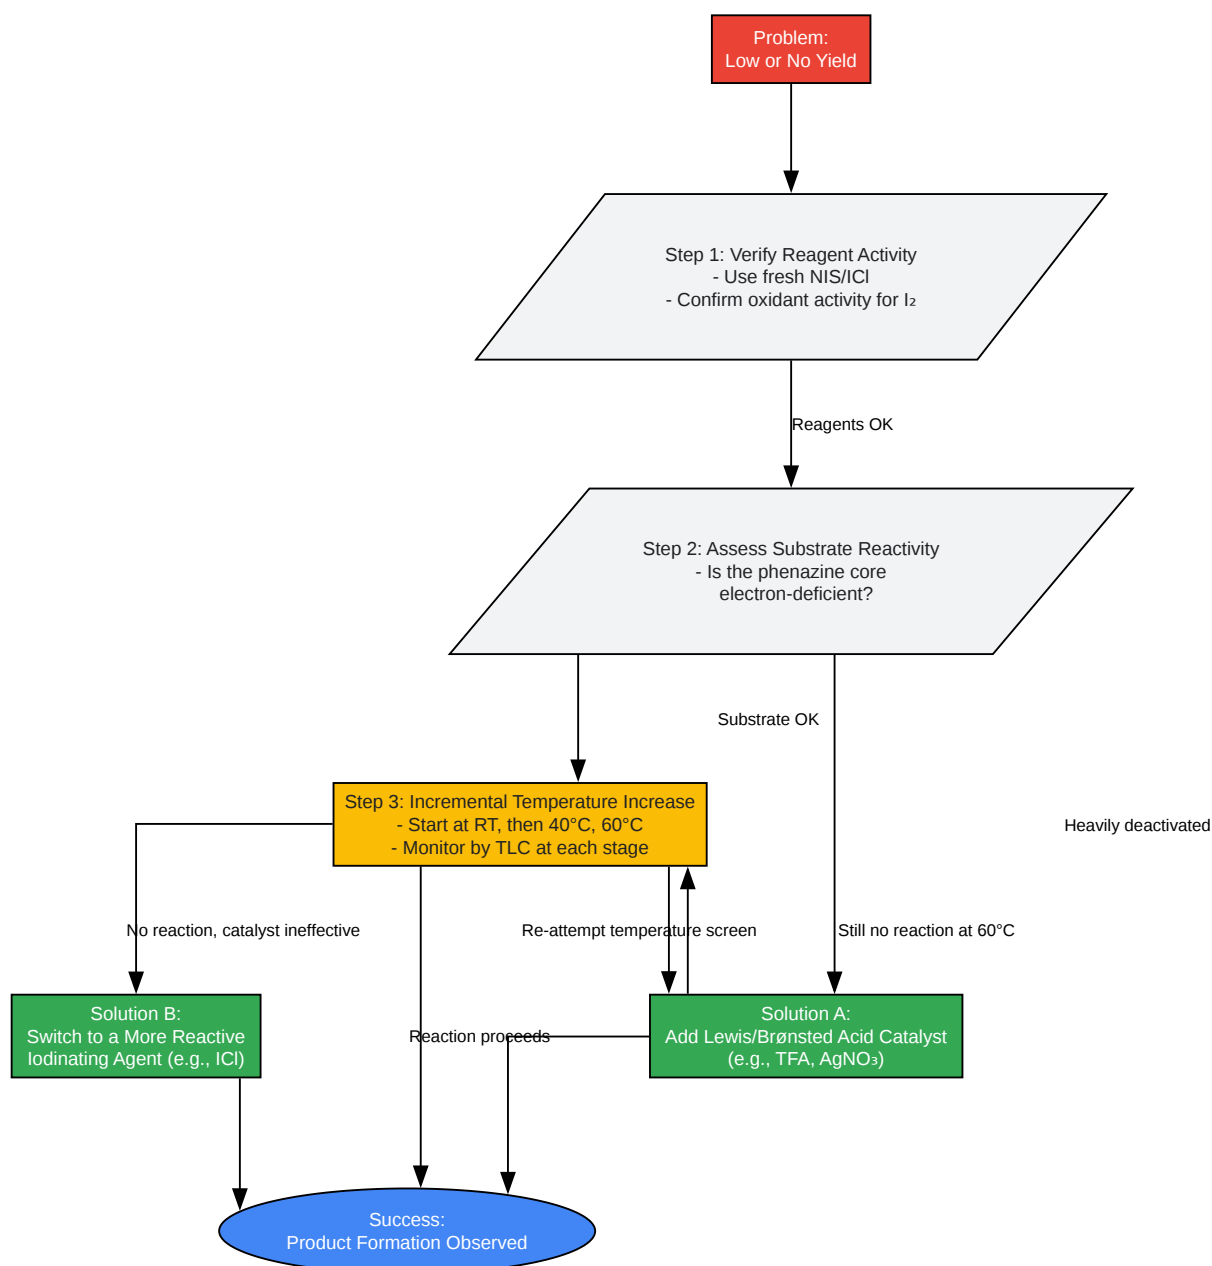 Problem:
Low or No Yield
Step 1: Verify Reagent Activity
- Use fresh NIS/ICl
- Confirm oxidant activity for I₂
Reagents OK
Step 2: Assess Substrate Reactivity
- Is the phenazine core
electron-deficient?
Substrate OK
Step 3: Incremental Temperature Increase
- Start at RT, then 40°C, 60°C
- Monitor by TLC at each stage
Heavily deactivated
No reaction, catalyst ineffective
Re-attempt temperature screen
Still no reaction at 60°C
Solution B:
Switch to a More Reactive
Iodinating Agent (e.g., ICl)
Reaction proceeds
Solution A:
Add Lewis/Brønsted Acid Catalyst
(e.g., TFA, AgNO₃)
Success:
Product Formation Observed